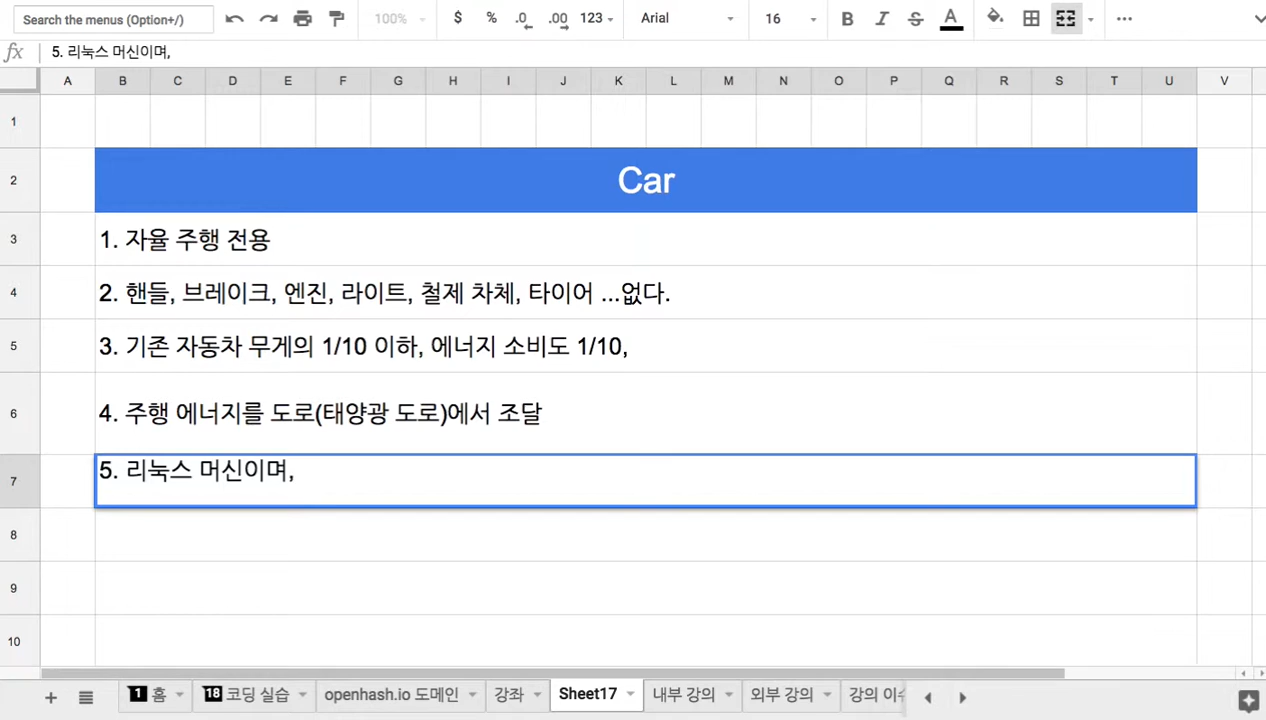 Search the menus (Option+/) 100% $ % .0 .00 123 Arial 16 B I S A ...
fx 5. 리눅스 머신이며,
A B C D E F G H I J K L M N O P Q R S T U V
1
2 Car
3 1. 자율 주행 전용
4 2. 핸들, 브레이크, 엔진, 라이트, 철제 차체, 타이어 ...없다.
5 3. 기존 자동차 무게의 1/10 이하, 에너지 소비도 1/10,
6 4. 주행 에너지를 도로(태양광 도로)에서 조달
7 5. 리눅스 머신이며,
8
9
10
+ 1 홈 18 코딩 실습 openhash.io 도메인 강좌 Sheet17 내부 강의 외부 강의 강의 이수